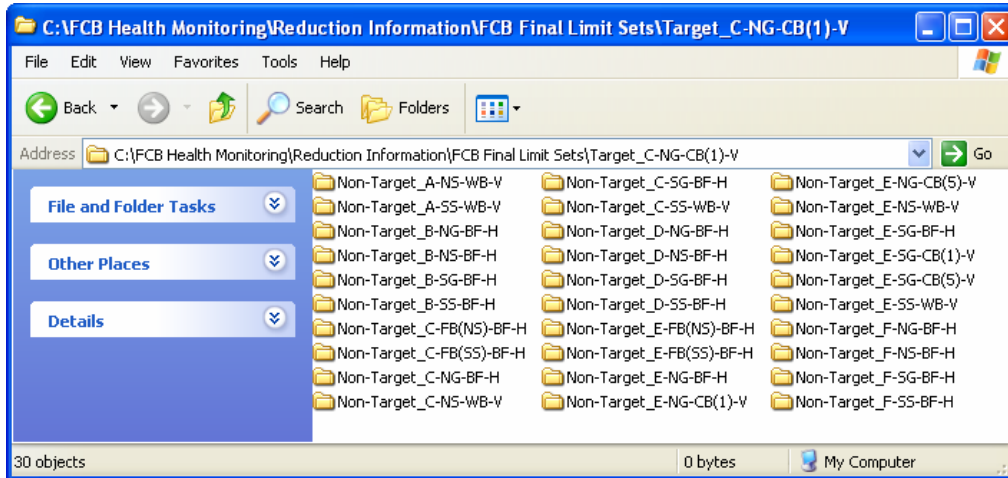 C:\FCB Health Monitoring\Reduction Information\FCB Final Limit Sets\Target_C-NG-CB(1)-V
File Edit View Favorites Tools Help
Back Search Folders
Address C:\FCB Health Monitoring\Reduction Information\FCB Final Limit Sets\Target_C-NG-CB(1)-V Go
File and Folder Tasks
Other Places
Details
Non-Target_A-NS-WB-V
Non-Target_A-SS-WB-V
Non-Target_B-NG-BF-H
Non-Target_B-NS-BF-H
Non-Target_B-SG-BF-H
Non-Target_B-SS-BF-H
Non-Target_C-FB(NS)-BF-H
Non-Target_C-FB(SS)-BF-H
Non-Target_C-NG-BF-H
Non-Target_C-NS-WB-V
Non-Target_C-SG-BF-H
Non-Target_C-SS-WB-V
Non-Target_D-NG-BF-H
Non-Target_D-NS-BF-H
Non-Target_D-SG-BF-H
Non-Target_D-SS-BF-H
Non-Target_E-FB(NS)-BF-H
Non-Target_E-FB(SS)-BF-H
Non-Target_E-NG-BF-H
Non-Target_E-NG-CB(1)-V
Non-Target_E-NG-CB(5)-V
Non-Target_E-NS-WB-V
Non-Target_E-SG-BF-H
Non-Target_E-SG-CB(1)-V
Non-Target_E-SG-CB(5)-V
Non-Target_E-SS-WB-V
Non-Target_F-NG-BF-H
Non-Target_F-NS-BF-H
Non-Target_F-SG-BF-H
Non-Target_F-SS-BF-H
30 objects 0 bytes My Computer